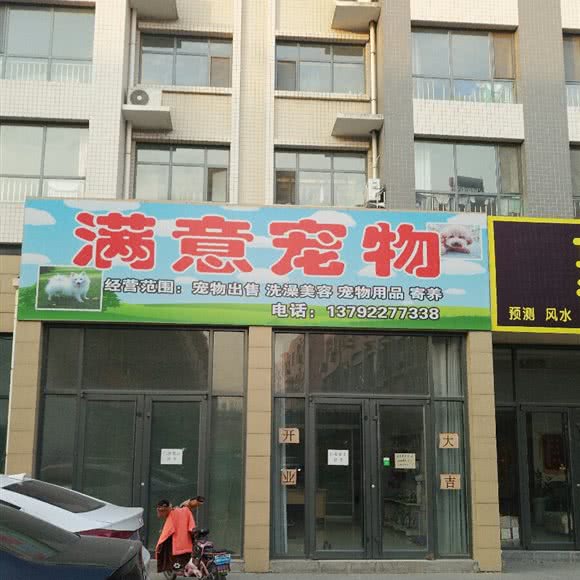 满意宠物
经营范围：宠物出售 洗澡美容 宠物用品 寄养
电话：13792277338
预测 风水
开业
大吉